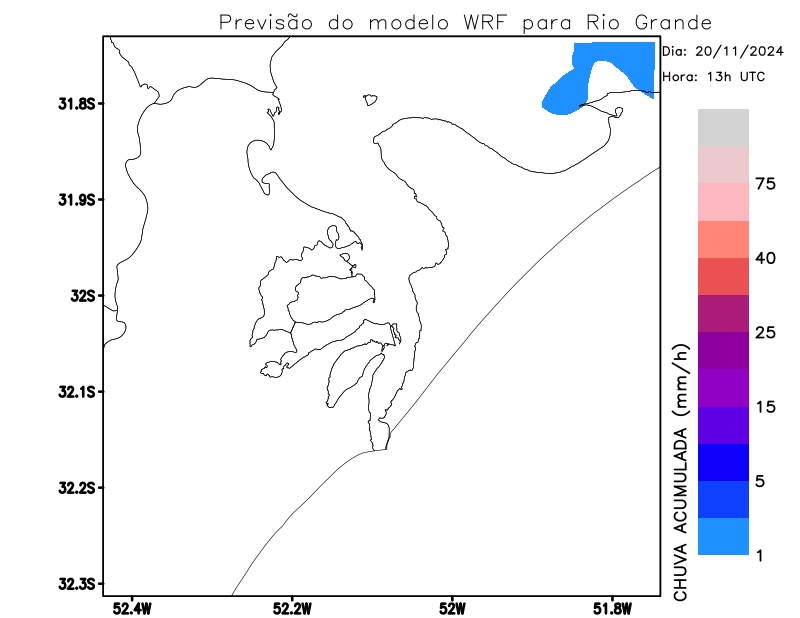 Previsão do modelo WRF para Rio Grande
Dia: 20/11/2024
Hora: 13h UTC
31.8S
31.9S
32S
32.1S
32.2S
32.3S
52.4W
52.2W
52W
51.8W
75
40
25
15
5
1
CHUVA ACUMULADA (mm/h)